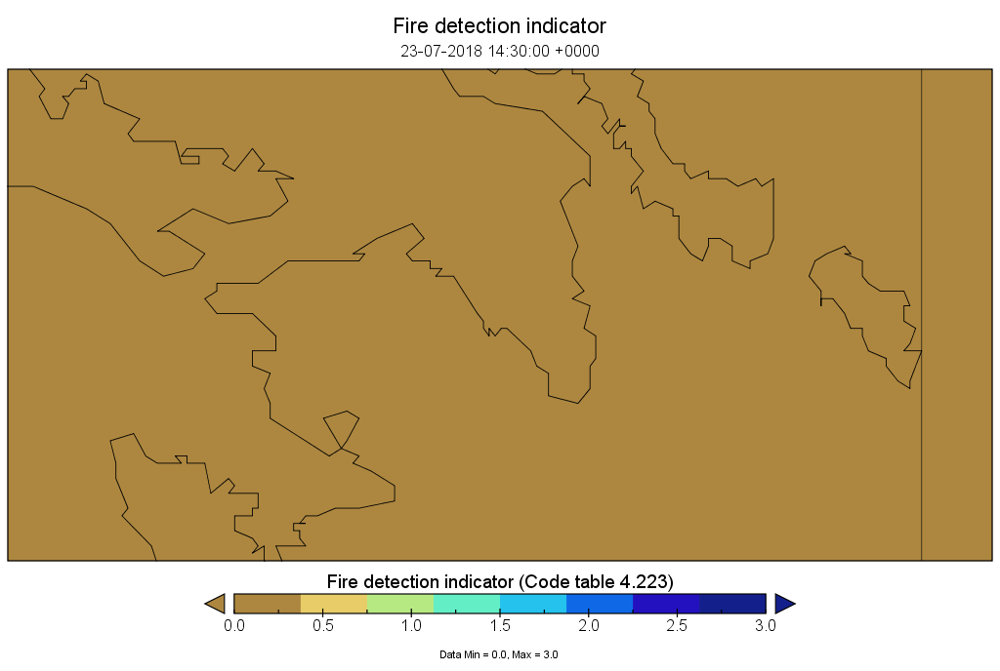 Fire detection indicator
23-07-2018 14:30:00 +0000
Fire detection indicator (Code table 4.223)
0.0 0.5 1.0 1.5 2.0 2.5 3.0
Data Min = 0.0, Max = 3.0